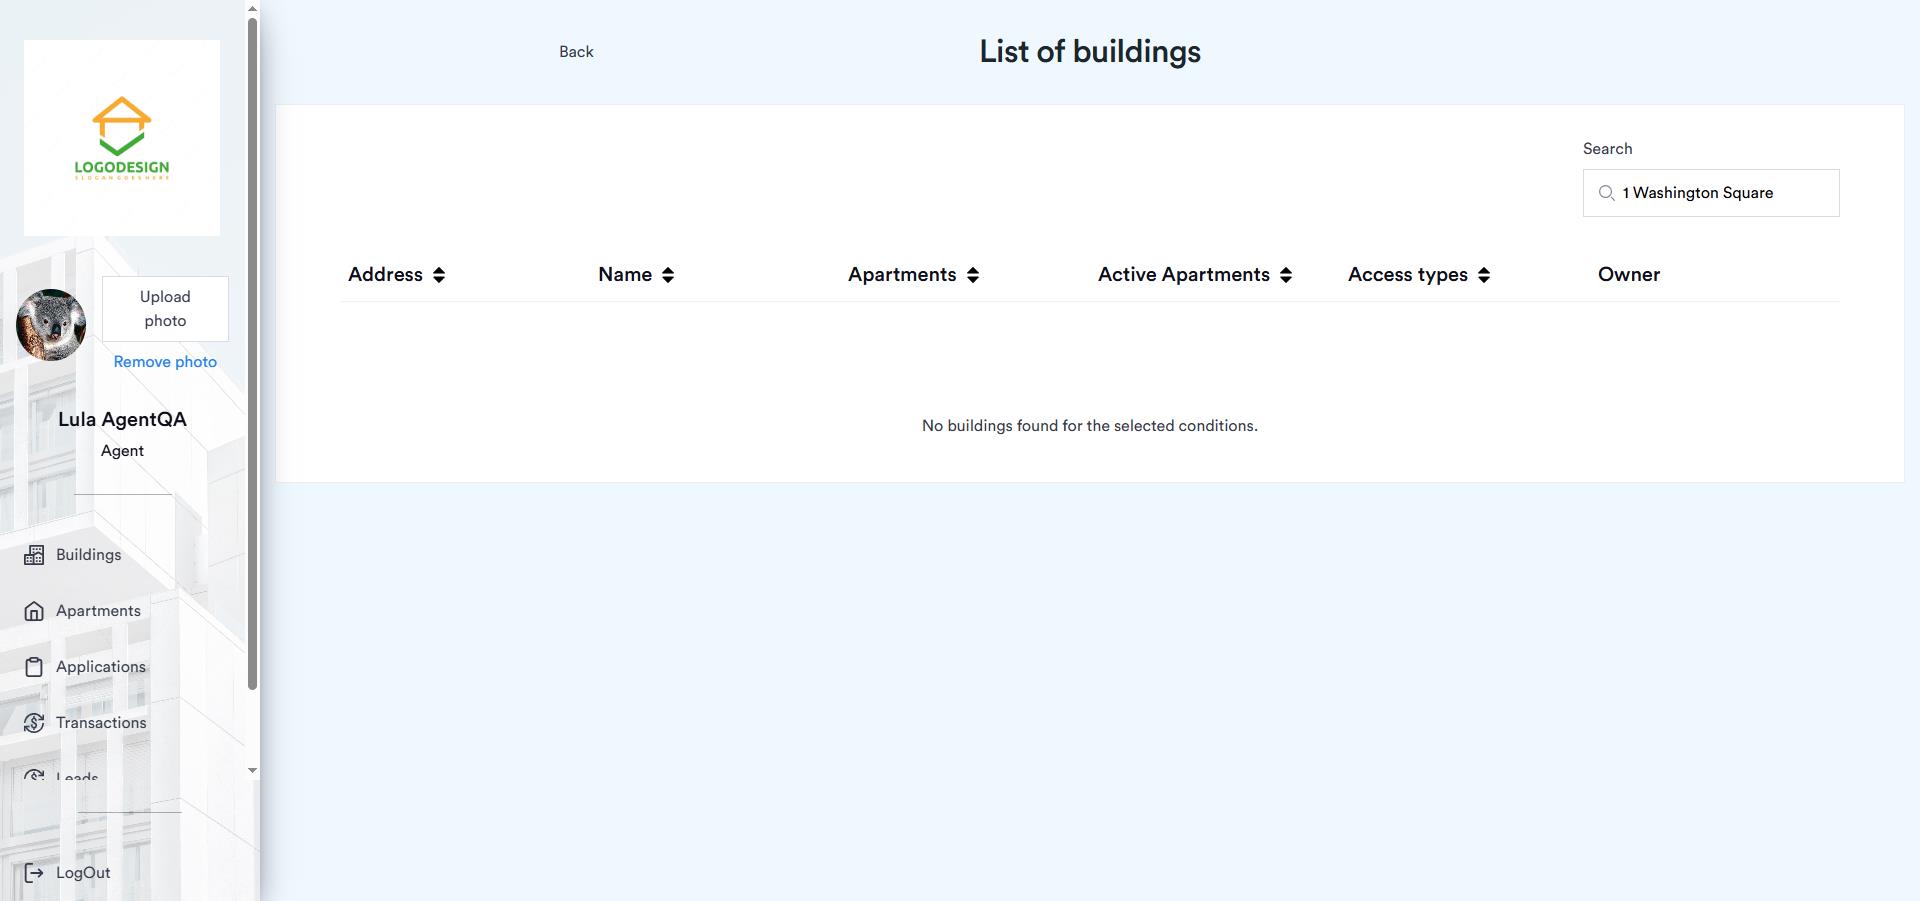 LOGODESIGN
SLOGANGOESHERE
Upload
photo
Remove photo
Lula AgentQA
Agent
Buildings
Apartments
Applications
Transactions
Leads
LogOut
Back
List of buildings
Search
1 Washington Square
Address
Name
Apartments
Active Apartments
Access types
Owner
No buildings found for the selected conditions.